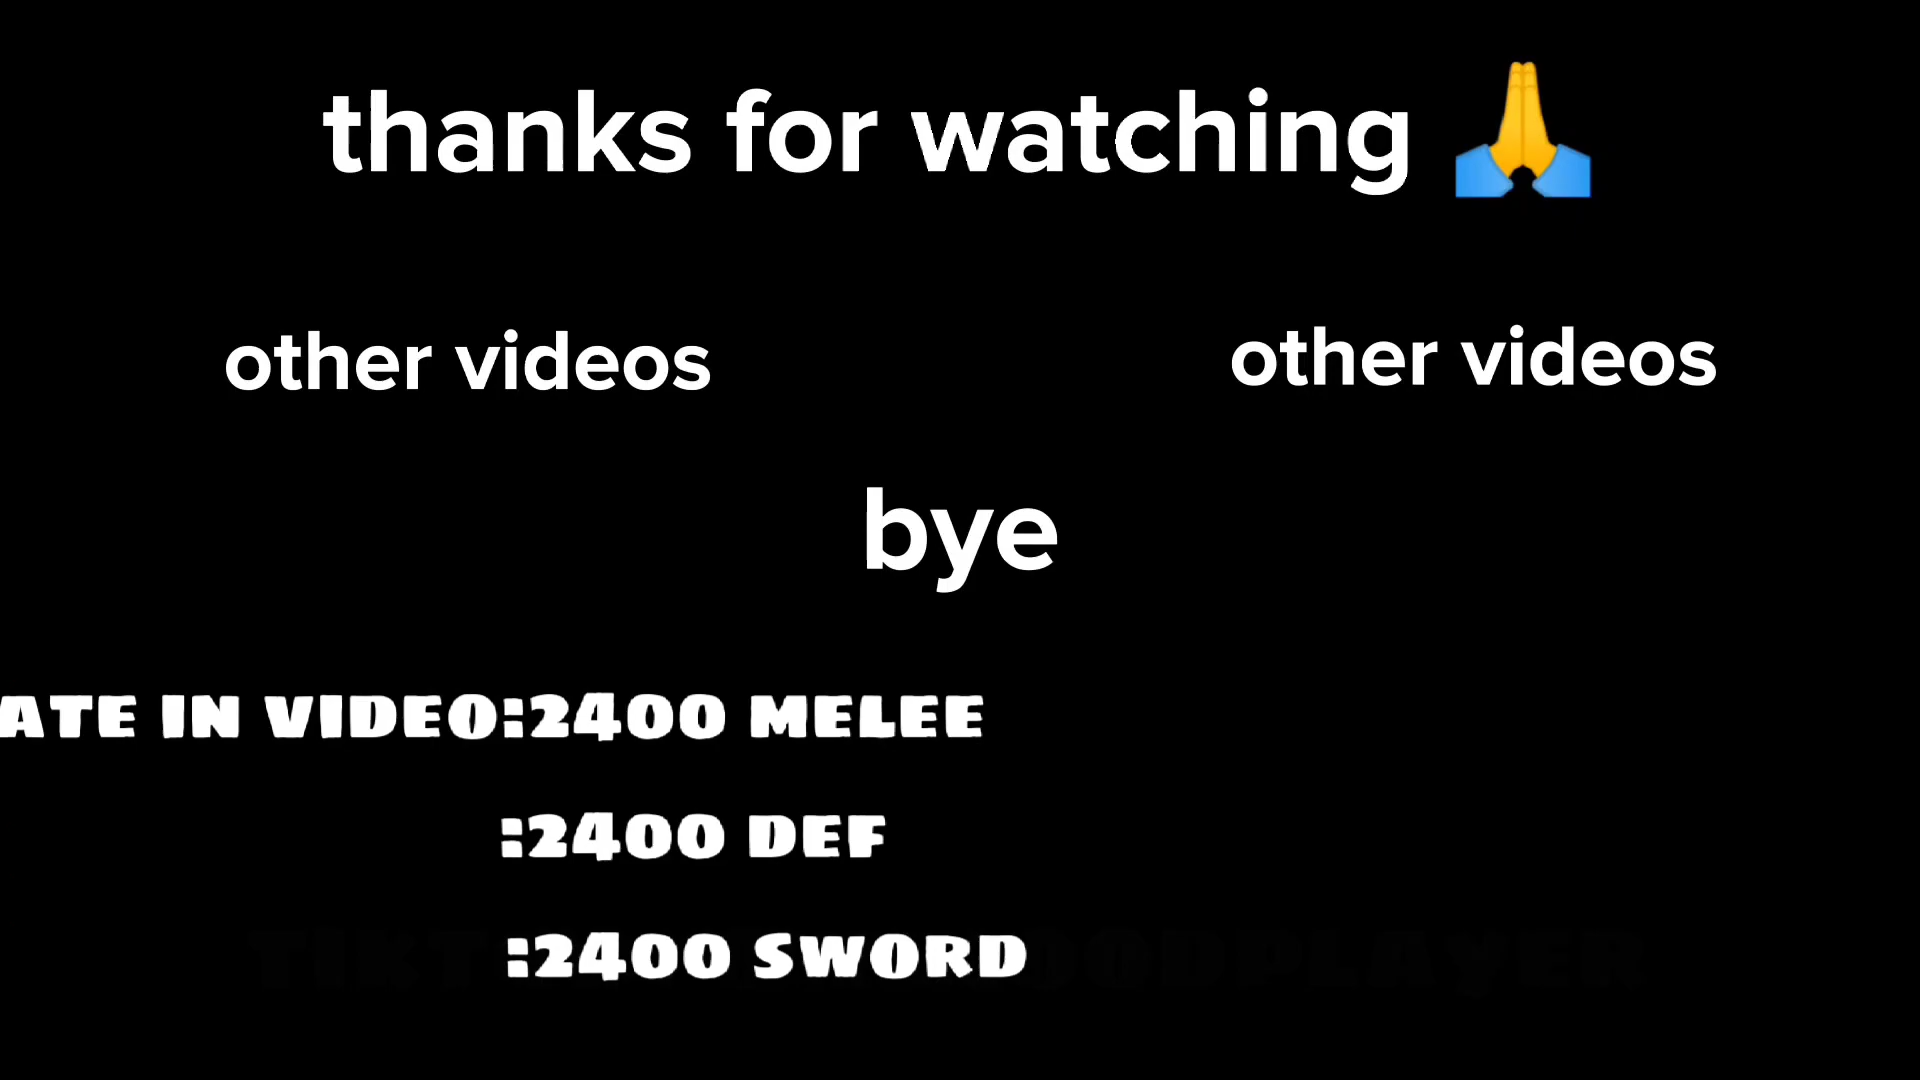 thanks for watching 🙏
other videos other videos
bye
ATE IN VIDEO:2400 MELEE
:2400 DEF
:2400 SWORD